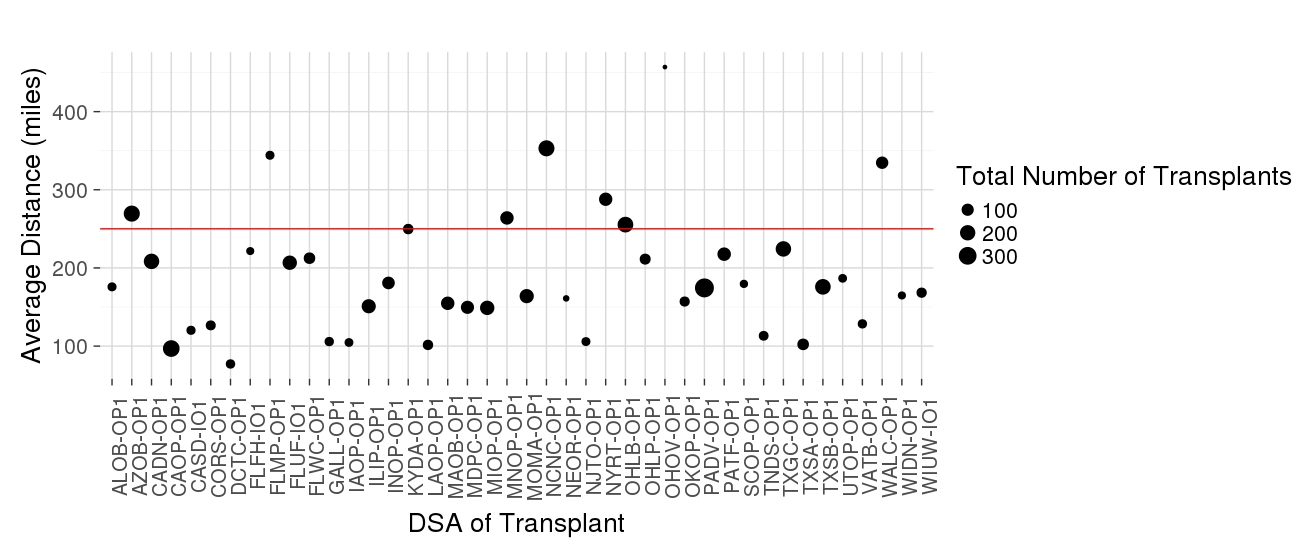 Average Distance (miles)
400
300
200
100
ALOB-OP1
AZOB-OP1
CADN-OP1
CAOP-OP1
CASD-IO1
CORS-OP1
DCTC-OP1
FLFH-IO1
FLMP-OP1
FLUF-IO1
FLWC-OP1
GALL-OP1
IAOP-OP1
ILIP-OP1
INOP-OP1
KYDA-OP1
LAOP-OP1
MAOB-OP1
MDPC-OP1
MIOP-OP1
MNOP-OP1
MOMA-OP1
NCNC-OP1
NEOR-OP1
NJTO-OP1
NYRT-OP1
OHLB-OP1
OHLP-OP1
OHOV-OP1
OKOP-OP1
PADV-OP1
PATF-OP1
SCOP-OP1
TNDS-OP1
TXGC-OP1
TXSA-OP1
TXSB-OP1
UTOP-OP1
VATB-OP1
WALC-OP1
WIDN-OP1
WIUW-IO1
DSA of Transplant
Total Number of Transplants
100
200
300